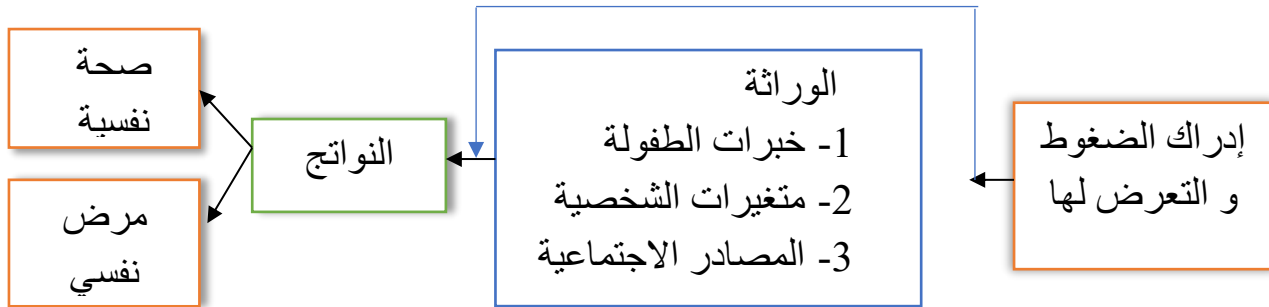 إدراك الضغوط
و التعرض لها
الوراثة
1- خبرات الطفولة
2- متغيرات الشخصية
3- المصادر الاجتماعية
النواتج
صحة
نفسية
مرض
نفسي